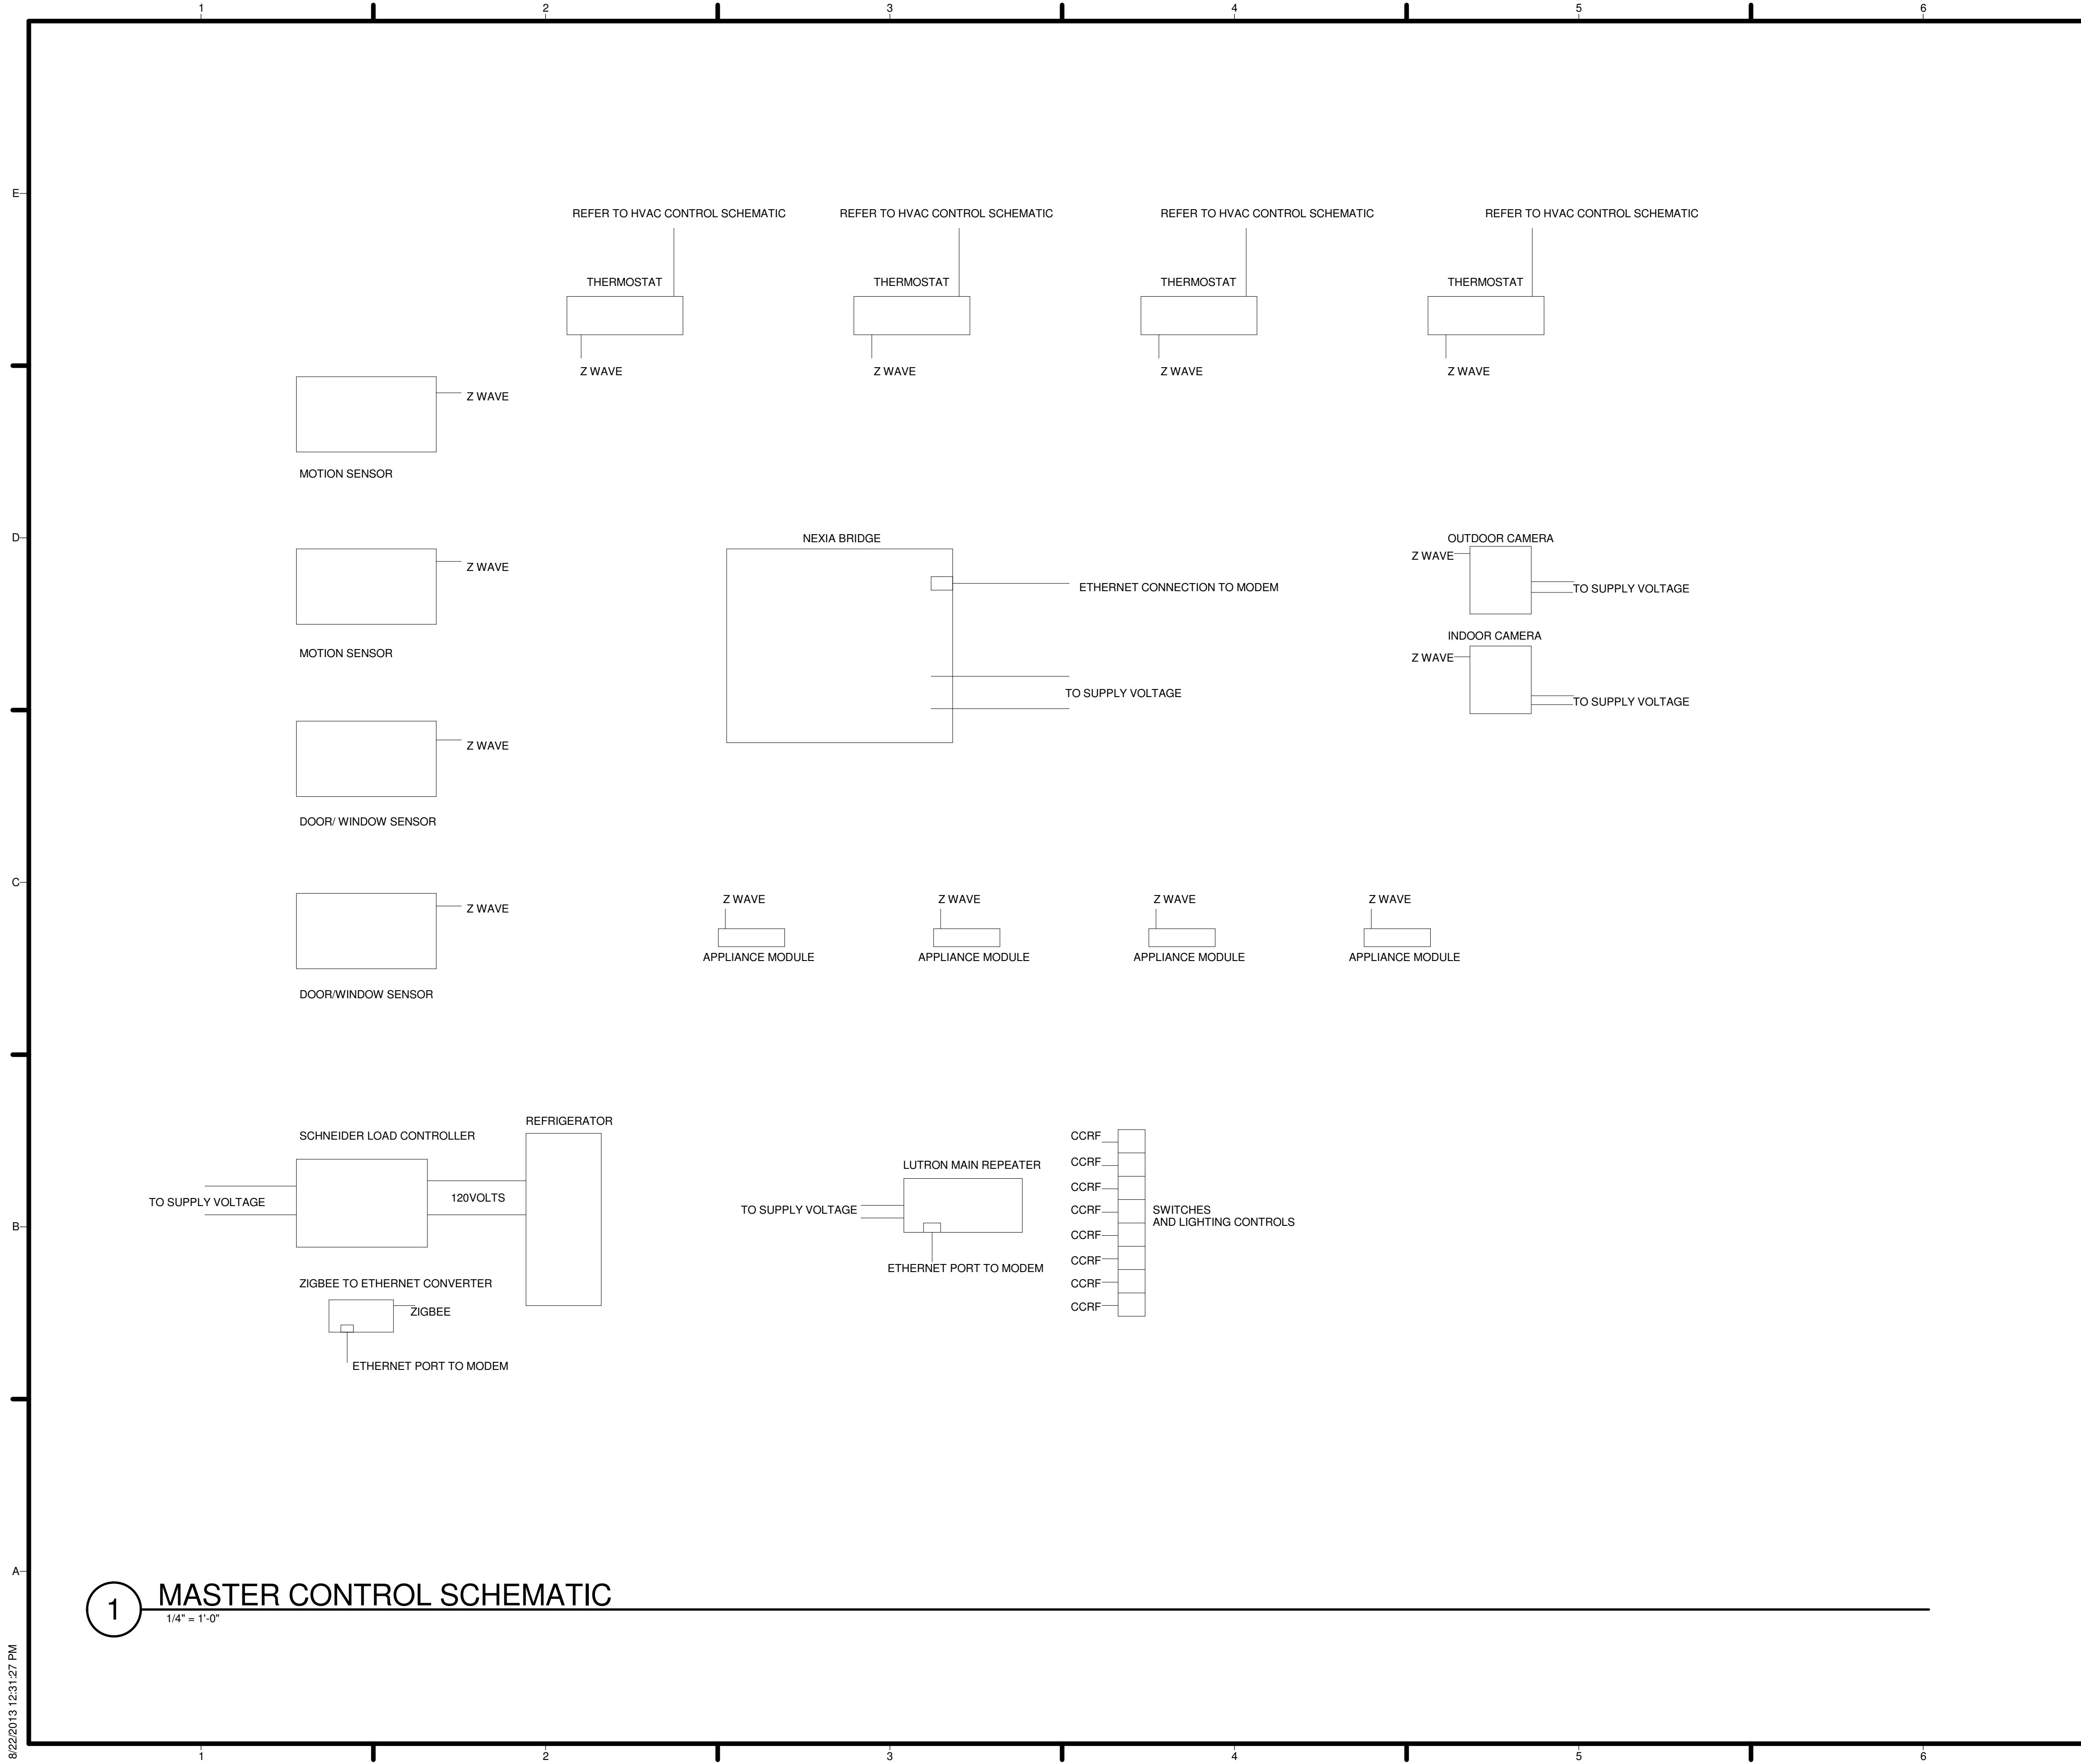 1
2
3
4
5
6
E
REFER TO HVAC CONTROL SCHEMATIC
REFER TO HVAC CONTROL SCHEMATIC
REFER TO HVAC CONTROL SCHEMATIC
REFER TO HVAC CONTROL SCHEMATIC
THERMOSTAT
THERMOSTAT
THERMOSTAT
THERMOSTAT
Z WAVE
Z WAVE
Z WAVE
Z WAVE
Z WAVE
MOTION SENSOR
D
NEXIA BRIDGE
OUTDOOR CAMERA
Z WAVE
Z WAVE
ETHERNET CONNECTION TO MODEM
TO SUPPLY VOLTAGE
INDOOR CAMERA
MOTION SENSOR
Z WAVE
TO SUPPLY VOLTAGE
TO SUPPLY VOLTAGE
Z WAVE
DOOR/ WINDOW SENSOR
C
Z WAVE
Z WAVE
Z WAVE
Z WAVE
Z WAVE
APPLIANCE MODULE
APPLIANCE MODULE
APPLIANCE MODULE
APPLIANCE MODULE
DOOR/WINDOW SENSOR
REFRIGERATOR
SCHNEIDER LOAD CONTROLLER
120VOLTS
TO SUPPLY VOLTAGE
B
ZIGBEE TO ETHERNET CONVERTER
ZIGBEE
ETHERNET PORT TO MODEM
LUTRON MAIN REPEATER
TO SUPPLY VOLTAGE
ETHERNET PORT TO MODEM
CCRF
CCRF
CCRF
CCRF
CCRF
CCRF
CCRF
CCRF
SWITCHES
AND LIGHTING CONTROLS
A
1
MASTER CONTROL SCHEMATIC
1/4" = 1'-0"
8/22/2013 12:31:27 PM
1
2
3
4
5
6